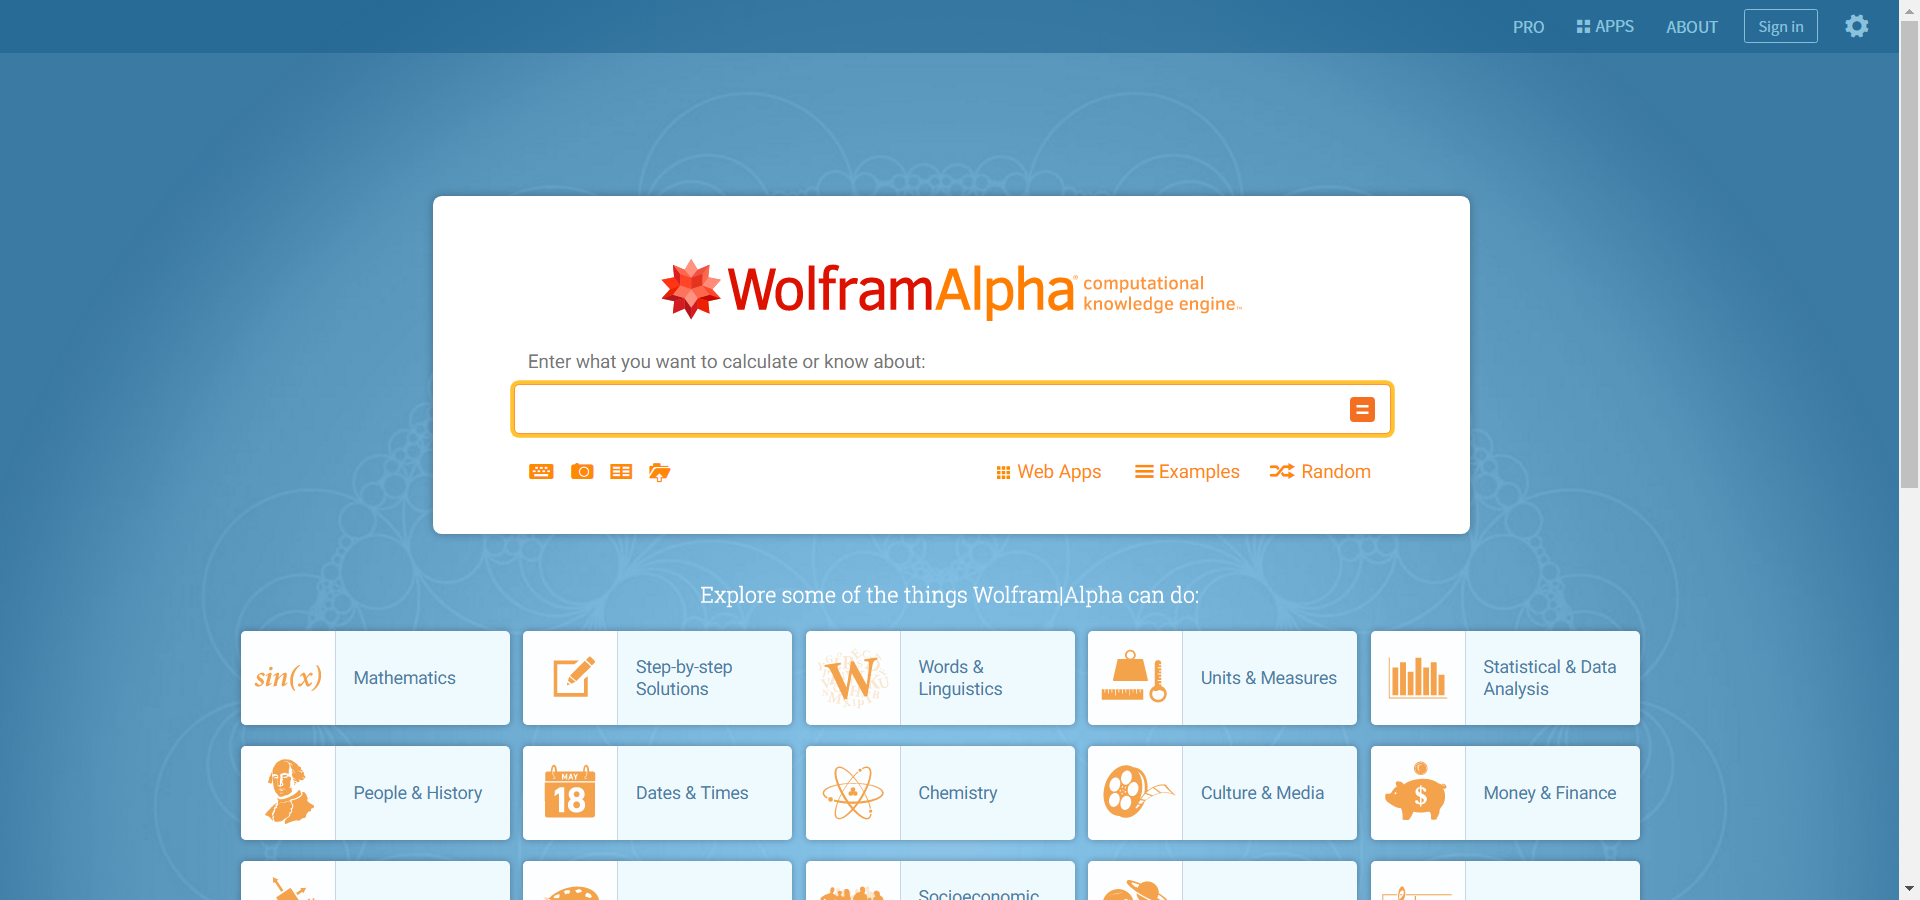 PRO
APPS
ABOUT
Sign in
WolframAlpha® computational
knowledge engine™
Enter what you want to calculate or know about:
=
Web Apps
Examples
Random
Explore some of the things Wolfram|Alpha can do:
sin(x)
Mathematics
Step-by-step
Solutions
W
Words &
Linguistics
Units & Measures
Statistical & Data
Analysis
People & History
MAY
18
Dates & Times
Chemistry
Culture & Media
$
Money & Finance
Socioeconomic